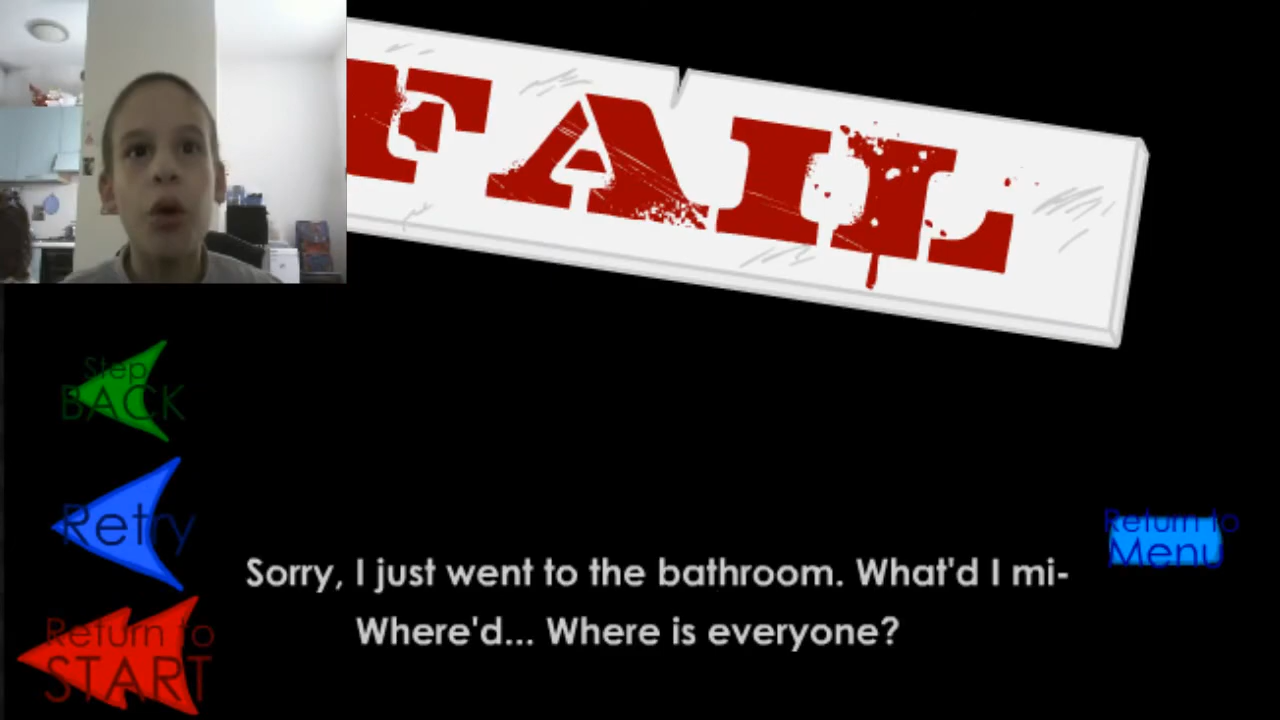 FAIL
Step
BACK
Retry
Return to
START
Sorry, I just went to the bathroom. What'd I mi-
Where'd... Where is everyone?
Return to
Menu